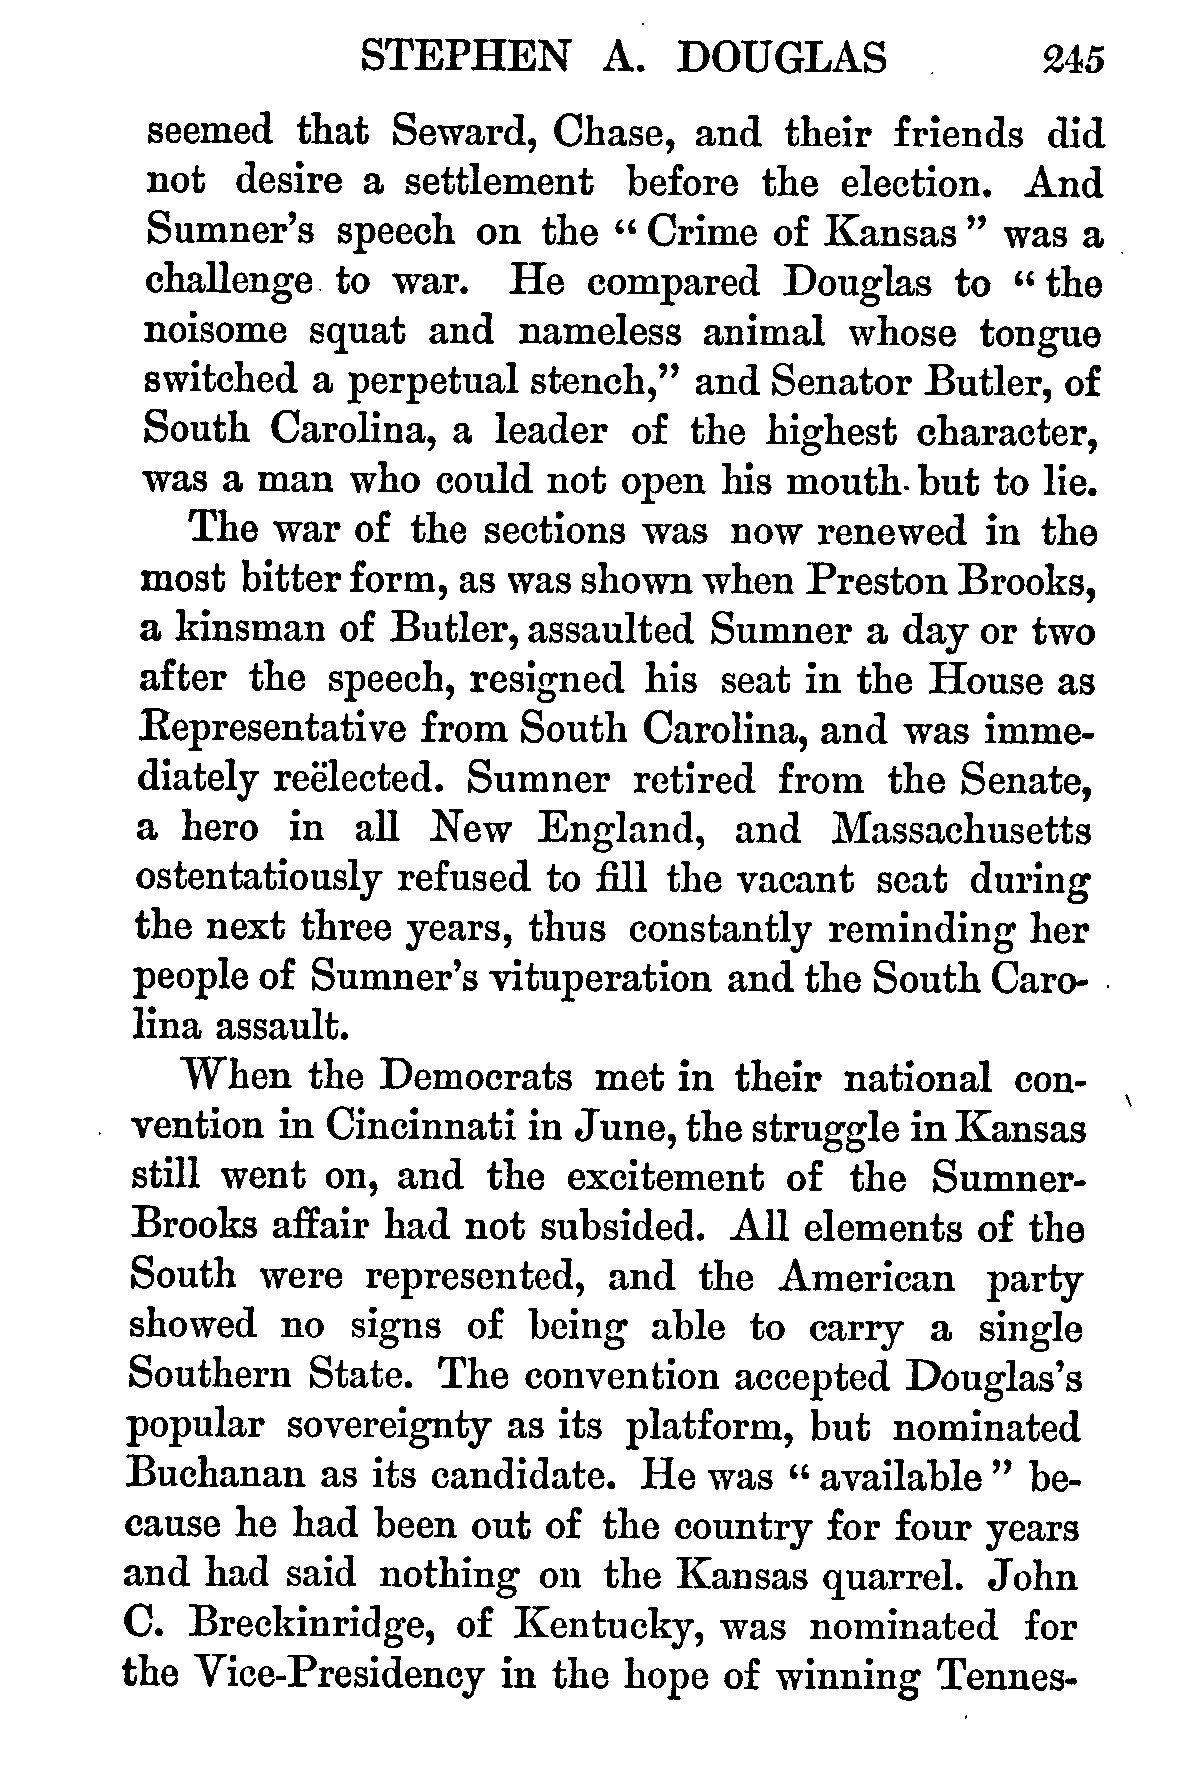 STEPHEN A. DOUGLAS 245
seemed that Seward, Chase, and their friends did
not desire a settlement before the election. And
Sumner's speech on the “ Crime of Kansas ” was a
challenge to war. He compared Douglas to “ the
noisome squat and nameless animal whose tongue
switched a perpetual stench,” and Senator Butler, of
South Carolina, a leader of the highest character,
was a man who could not open his mouth but to lie.
The war of the sections was now renewed in the
most bitter form, as was shown when Preston Brooks,
a kinsman of Butler, assaulted Sumner a day or two
after the speech, resigned his seat in the House as
Representative from South Carolina, and was imme-
diately reëlected. Sumner retired from the Senate,
a hero in all New England, and Massachusetts
ostentatiously refused to fill the vacant seat during
the next three years, thus constantly reminding her
people of Sumner's vituperation and the South Caro-
lina assault.
When the Democrats met in their national con-
vention in Cincinnati in June, the struggle in Kansas
still went on, and the excitement of the Sumner-
Brooks affair had not subsided. All elements of the
South were represented, and the American party
showed no signs of being able to carry a single
Southern State. The convention accepted Douglas's
popular sovereignty as its platform, but nominated
Buchanan as its candidate. He was “ available ” be-
cause he had been out of the country for four years
and had said nothing on the Kansas quarrel. John
C. Breckinridge, of Kentucky, was nominated for
the Vice-Presidency in the hope of winning Tennes-